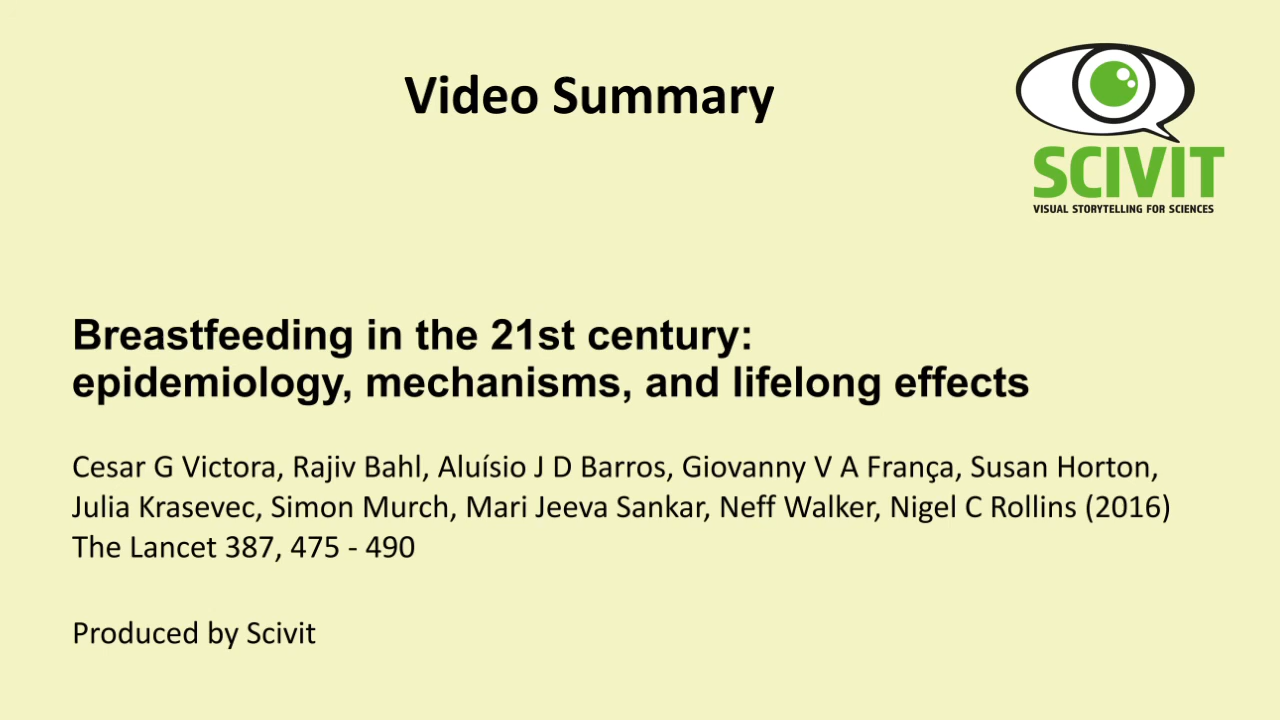 Video Summary
SCIVIT
VISUAL STORYTELLING FOR SCIENCES
Breastfeeding in the 21st century:
epidemiology, mechanisms, and lifelong effects
Cesar G Victora, Rajiv Bahl, Aluísio J D Barros, Giovanny V A França, Susan Horton,
Julia Krasevec, Simon Murch, Mari Jeeva Sankar, Neff Walker, Nigel C Rollins (2016)
The Lancet 387, 475 - 490
Produced by Scivit